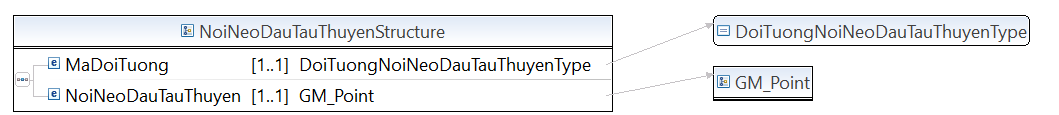 NoiNeoDauTauThuyenStructure
MaDoiTuong [1..1] DoiTuongNoiNeoDauTauThuyenType
NoiNeoDauTauThuyen [1..1] GM_Point
DoiTuongNoiNeoDauTauThuyenType
GM_Point